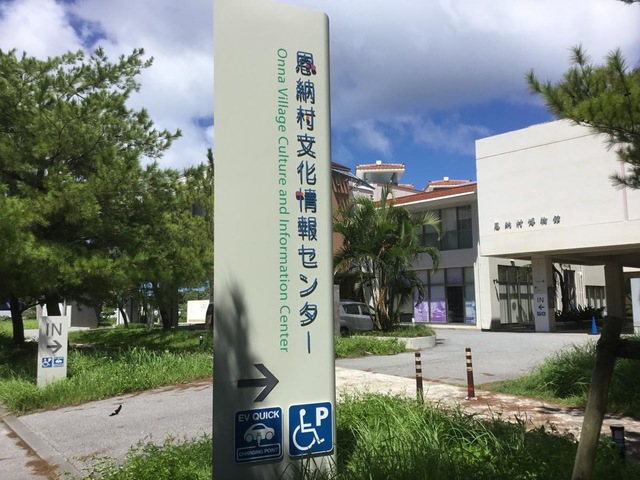 恩納村文化情報センター
Onna Village Culture and Information Center
EV QUICK
CHARGING POINT
P
IN
恩納村博物館
IN